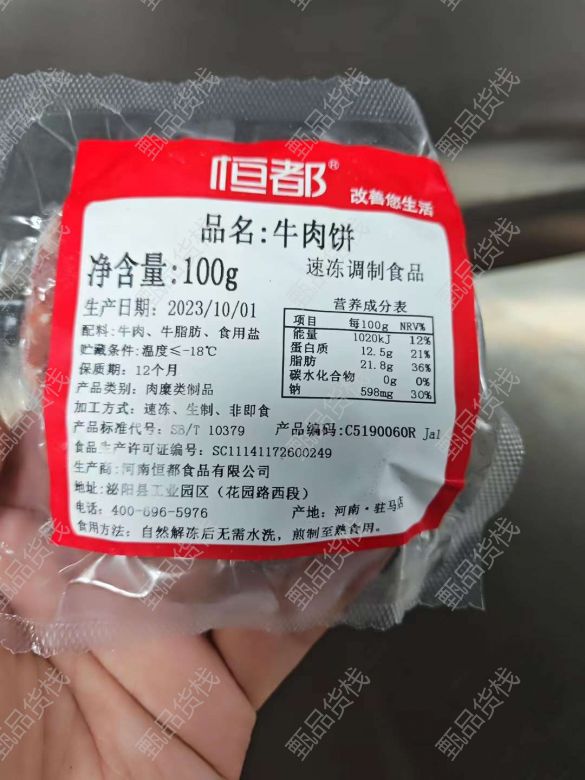 恒都®
改善您生活
品名:牛肉饼
净含量:100g
速冻调制食品
生产日期: 2023/10/01
配料:牛肉、牛脂肪、食用盐
贮藏条件:温度≤-18℃
保质期: 12个月
产品类别: 肉糜类制品
加工方式: 速冻、生制、非即食
营养成分表
项目 每100g NRV%
能量 1020kJ 12%
蛋白质 12.5g 21%
脂肪 21.8g 36%
碳水化合物 0g 0%
钠 598mg 30%
产品标准代号: SB/T 10379 产品编码:C5190060R Ja1
食品生产许可证编号: SC11141172600249
生产商:河南恒都食品有限公司
地址:泌阳县工业园区(花园路西段)
电话: 400-696-5976 产地: 河南·驻马店
食用方法: 自然解冻后无需水洗, 煎制至熟食用。
甄品货栈